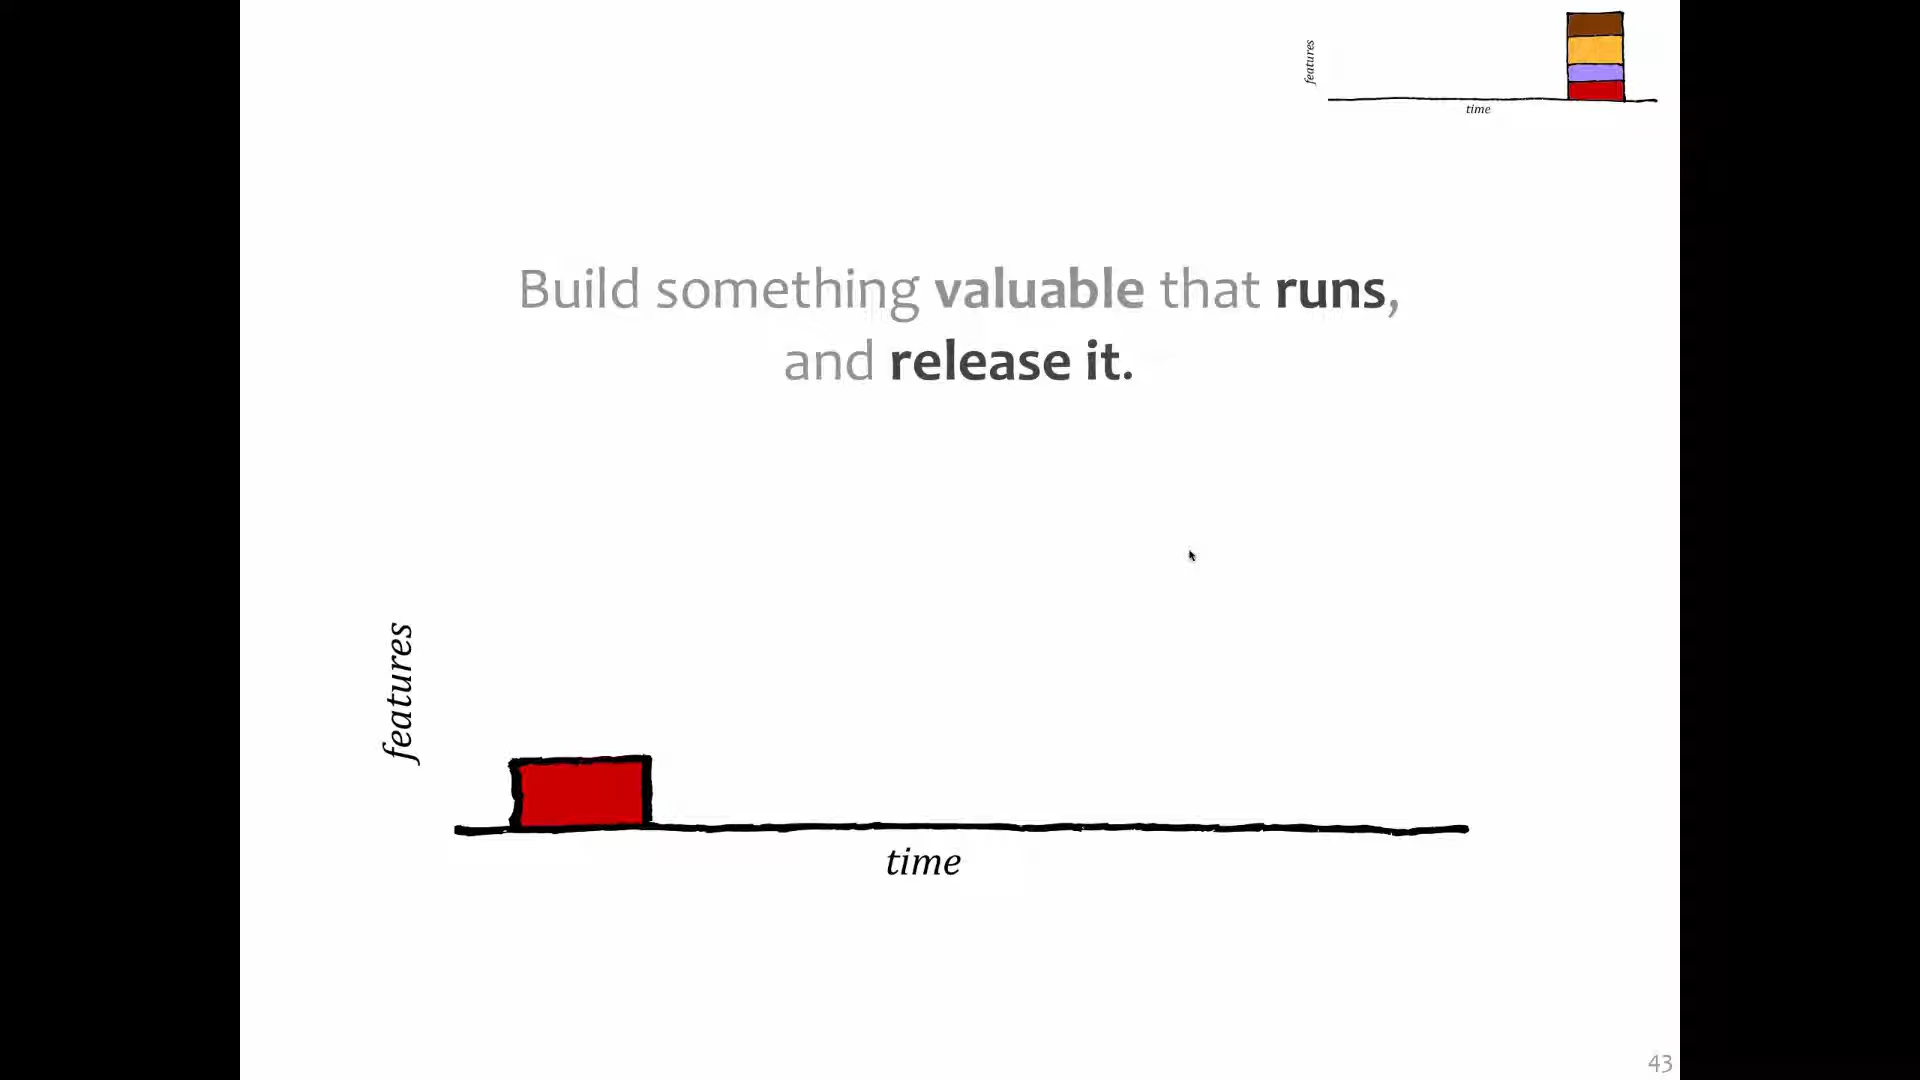 features
time
Build something valuable that runs,
and release it.
features
time
43